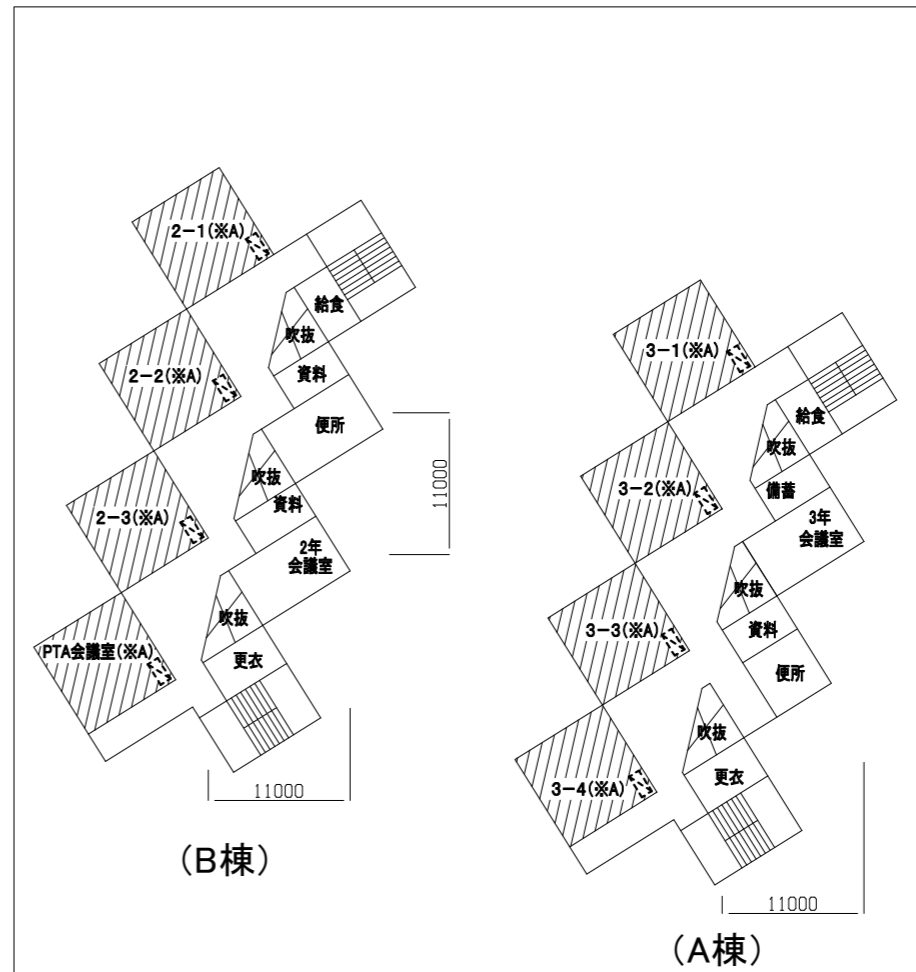 2-1(※A)
給食
吹抜
2-2(※A)
資料
便所
吹抜
2-3(※A)
資料
2年
会議室
吹抜
PTA会議室(※A)
更衣
11000
11000
(B棟)
3-1(※A)
給食
吹抜
3-2(※A)
備蓄
3年
会議室
吹抜
3-3(※A)
資料
便所
吹抜
3-4(※A)
更衣
11000
(A棟)